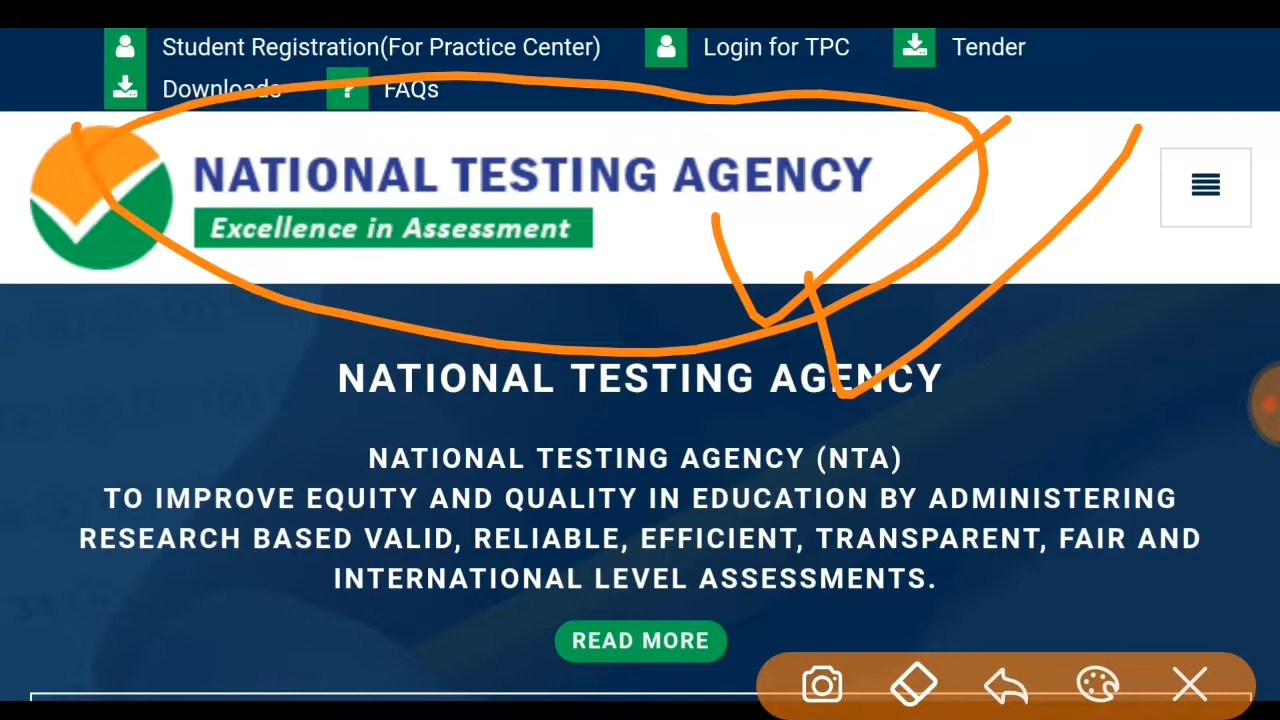 Student Registration(For Practice Center) Login for TPC Tender
Downloads ? FAQs
NATIONAL TESTING AGENCY
Excellence in Assessment
NATIONAL TESTING AGENCY
NATIONAL TESTING AGENCY (NTA)
TO IMPROVE EQUITY AND QUALITY IN EDUCATION BY ADMINISTERING
RESEARCH BASED VALID, RELIABLE, EFFICIENT, TRANSPARENT, FAIR AND
INTERNATIONAL LEVEL ASSESSMENTS.
READ MORE